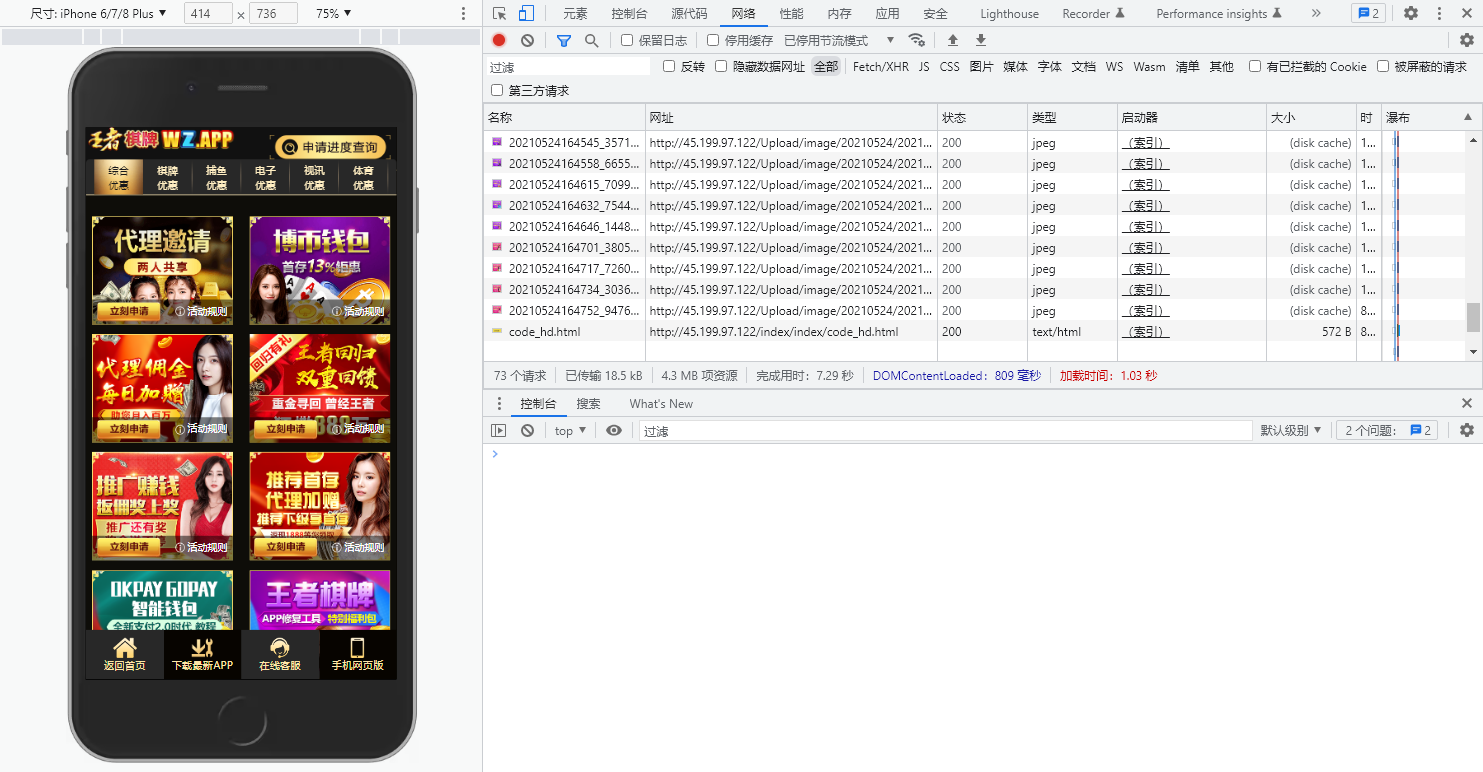 尺寸: iPhone 6/7/8 Plus ▼ 414 × 736 75% ▼
王者棋牌 WZ.APP
申请进度查询
综合优惠 棋牌优惠 捕鱼优惠 电子优惠 视讯优惠 体育优惠
代理邀请
两人共享
立刻申请 活动规则
博币钱包
首存13%钜惠
活动规则
代理佣金
每日加赠
助您月入百万
立刻申请 活动规则
回归有礼
王者回归
双重回馈
重金寻回 曾经王者
立刻申请 活动规则
推广赚钱
返佣奖上奖
推广还有奖
立刻申请 活动规则
推荐首存
代理加赠
推荐下级享首存
立刻申请 活动规则
OKPAY GOPAY
智能钱包
全新支付2.0时代 教程
王者棋牌
APP修复工具 特别福利包
返回首页 下载最新APP 在线客服 手机网页版
元素 控制台 源代码 网络 性能 内存 应用 安全 Lighthouse Recorder Performance insights » 2
保留日志 停用缓存 已停用节流模式 ▼
过滤 反转 隐藏数据网址 全部 Fetch/XHR JS CSS 图片 媒体 字体 文档 WS Wasm 清单 其他 有已拦截的 Cookie 被屏蔽的请求
第三方请求
名称 网址 状态 类型 启动器 大小 时 瀑布
20210524164545_3571... http://45.199.97.122/Upload/image/20210524/2021... 200 jpeg （索引） (disk cache) 1...
20210524164558_6655... http://45.199.97.122/Upload/image/20210524/2021... 200 jpeg （索引） (disk cache) 1...
20210524164615_7099... http://45.199.97.122/Upload/image/20210524/2021... 200 jpeg （索引） (disk cache) 1...
20210524164632_7544... http://45.199.97.122/Upload/image/20210524/2021... 200 jpeg （索引） (disk cache) 1...
20210524164646_1448... http://45.199.97.122/Upload/image/20210524/2021... 200 jpeg （索引） (disk cache) 1...
20210524164701_3805... http://45.199.97.122/Upload/image/20210524/2021... 200 jpeg （索引） (disk cache) 1...
20210524164717_7260... http://45.199.97.122/Upload/image/20210524/2021... 200 jpeg （索引） (disk cache) 1...
20210524164734_3036... http://45.199.97.122/Upload/image/20210524/2021... 200 jpeg （索引） (disk cache) 1...
20210524164752_9476... http://45.199.97.122/Upload/image/20210524/2021... 200 jpeg （索引） (disk cache) 8...
code_hd.html http://45.199.97.122/index/index/code_hd.html 200 text/html （索引） 572 B 8...
73 个请求 已传输 18.5 kB 4.3 MB 项资源 完成用时：7.29 秒 DOMContentLoaded：809 毫秒 加载时间：1.03 秒
控制台 搜索 What's New
top ▼ 过滤 默认级别 ▼ 2 个问题： 2